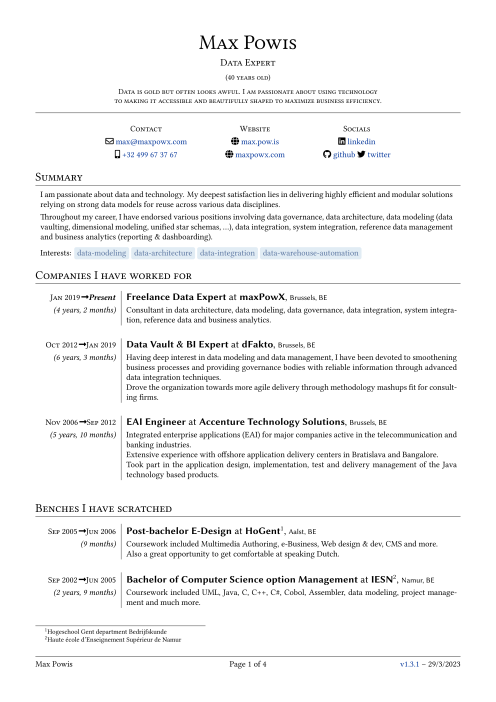 Max Powis
Data Expert
(40 years old)
Data is gold but often looks awful. I am passionate about using technology
to making it accessible and beautifully shaped to maximize business efficiency.
Contact
max@maxpowx.com
+32 499 67 37 67
Website
max.pow.is
maxpowx.com
Socials
linkedin
github twitter
Summary
I am passionate about data and technology. My deepest satisfaction lies in delivering highly efficient and modular solutions
relying on strong data models for reuse across various data disciplines.
Throughout my career, I have endorsed various positions involving data governance, data architecture, data modeling (data
vaulting, dimensional modeling, unified star schemas, ...), data integration, system integration, reference data management
and business analytics (reporting & dashboarding).
Interests: data-modeling data-architecture data-integration data-warehouse-automation
Companies I have worked for
Jan 2019→Present
(4 years, 2 months)
Freelance Data Expert at maxPowX, Brussels, BE
Consultant in data architecture, data modeling, data governance, data integration, system integra-
tion, reference data and business analytics.
Oct 2012→Jan 2019
(6 years, 3 months)
Data Vault & BI Expert at dFakto, Brussels, BE
Having deep interest in data modeling and data management, I have been devoted to smoothening
business processes and providing governance bodies with reliable information through advanced
data integration techniques.
Drove the organization towards more agile delivery through methodology mashups fit for consult-
ing firms.
Nov 2006→Sep 2012
(5 years, 10 months)
EAI Engineer at Accenture Technology Solutions, Brussels, BE
Integrated enterprise applications (EAI) for major companies active in the telecommunication and
banking industries.
Extensive experience with offshore application delivery centers in Bratislava and Bangalore.
Took part in the application design, implementation, test and delivery management of the Java
technology based products.
Benches I have scratched
Sep 2005→Jun 2006
(9 months)
Post-bachelor E-Design at HoGent¹, Aalst, BE
Coursework included Multimedia Authoring, e-Business, Web design & dev, CMS and more.
Also a great opportunity to get comfortable at speaking Dutch.
Sep 2002→Jun 2005
(2 years, 9 months)
Bachelor of Computer Science option Management at IESN², Namur, BE
Coursework included UML, Java, C, C++, C#, Cobol, Assembler, data modeling, project manage-
ment and much more.
¹Hogeschool Gent department Bedrijfskunde
²Haute école d'Enseignement Supérieur de Namur
Max Powis
Page 1 of 4
v1.3.1 – 29/3/2023